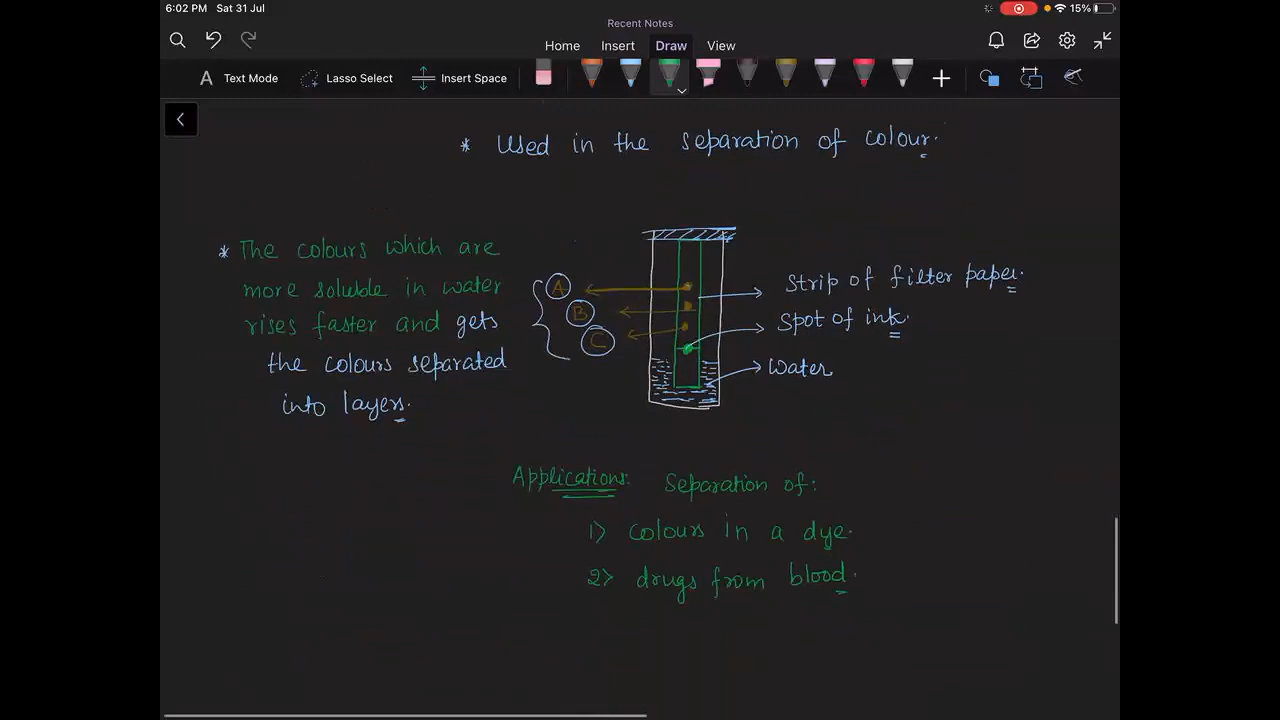 6:02 PM Sat 31 Jul
15%
Recent Notes
Home Insert Draw View
A Text Mode Lasso Select Insert Space
* Used in the separation of colour.
* The colours which are
more soluble in water
rises faster and gets
the colours separated
into layers.
A
B
C
Strip of filter paper.
Spot of ink.
Water
Applications: Separation of:
1) colours in a dye.
2) drugs from blood.